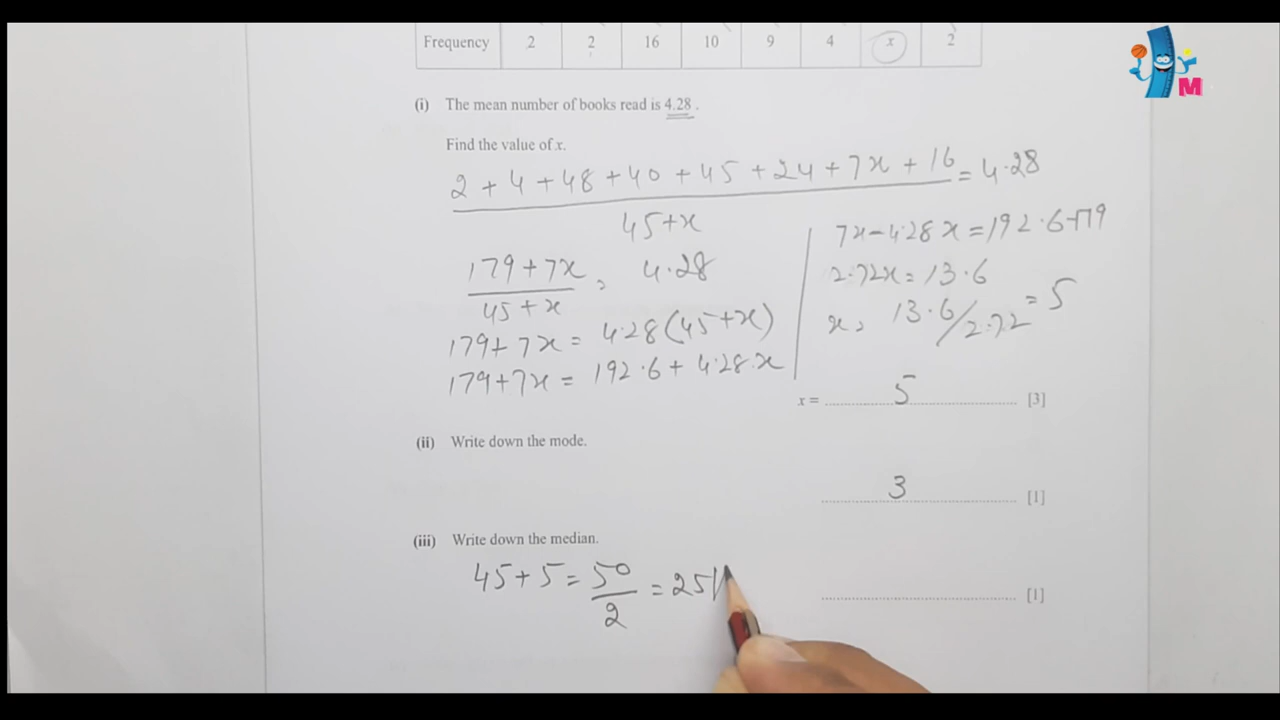 Frequency 2 2 16 10 9 4 x 2
M
(i) The mean number of books read is 4.28 .
Find the value of x.
2 + 4 + 48 + 40 + 45 + 24 + 7x + 16 = 4.28
45+x
179+7x = 4.28
45+x
179+7x = 4.28(45+x)
179+7x = 192.6 + 4.28x
7x-4.28x = 192.6-179
2.72x = 13.6
x = 13.6/2.72 = 5
x = 5 [3]
(ii) Write down the mode.
3 [1]
(iii) Write down the median.
45+5 = 50 = 25
2
[1]